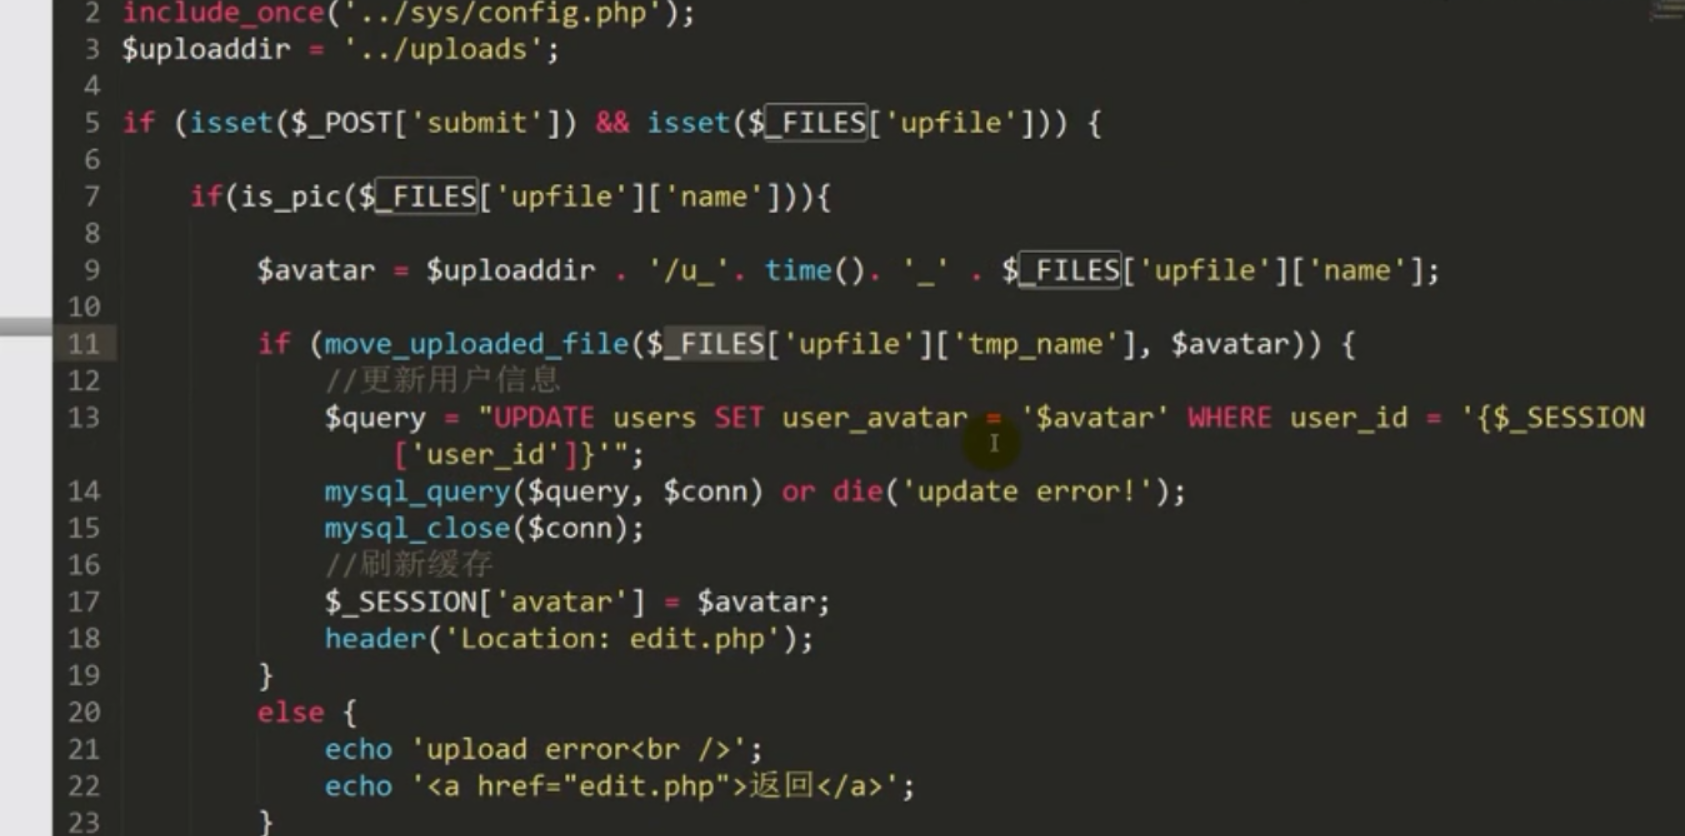 2 include_once('../sys/config.php');
3 $uploaddir = '../uploads';
4
5 if (isset($_POST['submit']) && isset($_FILES['upfile'])) {
6
7 if(is_pic($_FILES['upfile']['name'])){
8
9 $avatar = $uploaddir . '/u_'. time(). '_' . $_FILES['upfile']['name'];
10
11 if (move_uploaded_file($_FILES['upfile']['tmp_name'], $avatar)) {
12 //更新用户信息
13 $query = "UPDATE users SET user_avatar = '$avatar' WHERE user_id = '{$_SESSION
['user_id']}'";
14 mysql_query($query, $conn) or die('update error!');
15 mysql_close($conn);
16 //刷新缓存
17 $_SESSION['avatar'] = $avatar;
18 header('Location: edit.php');
19 }
20 else {
21 echo 'upload error<br />';
22 echo '<a href="edit.php">返回</a>';
23 }